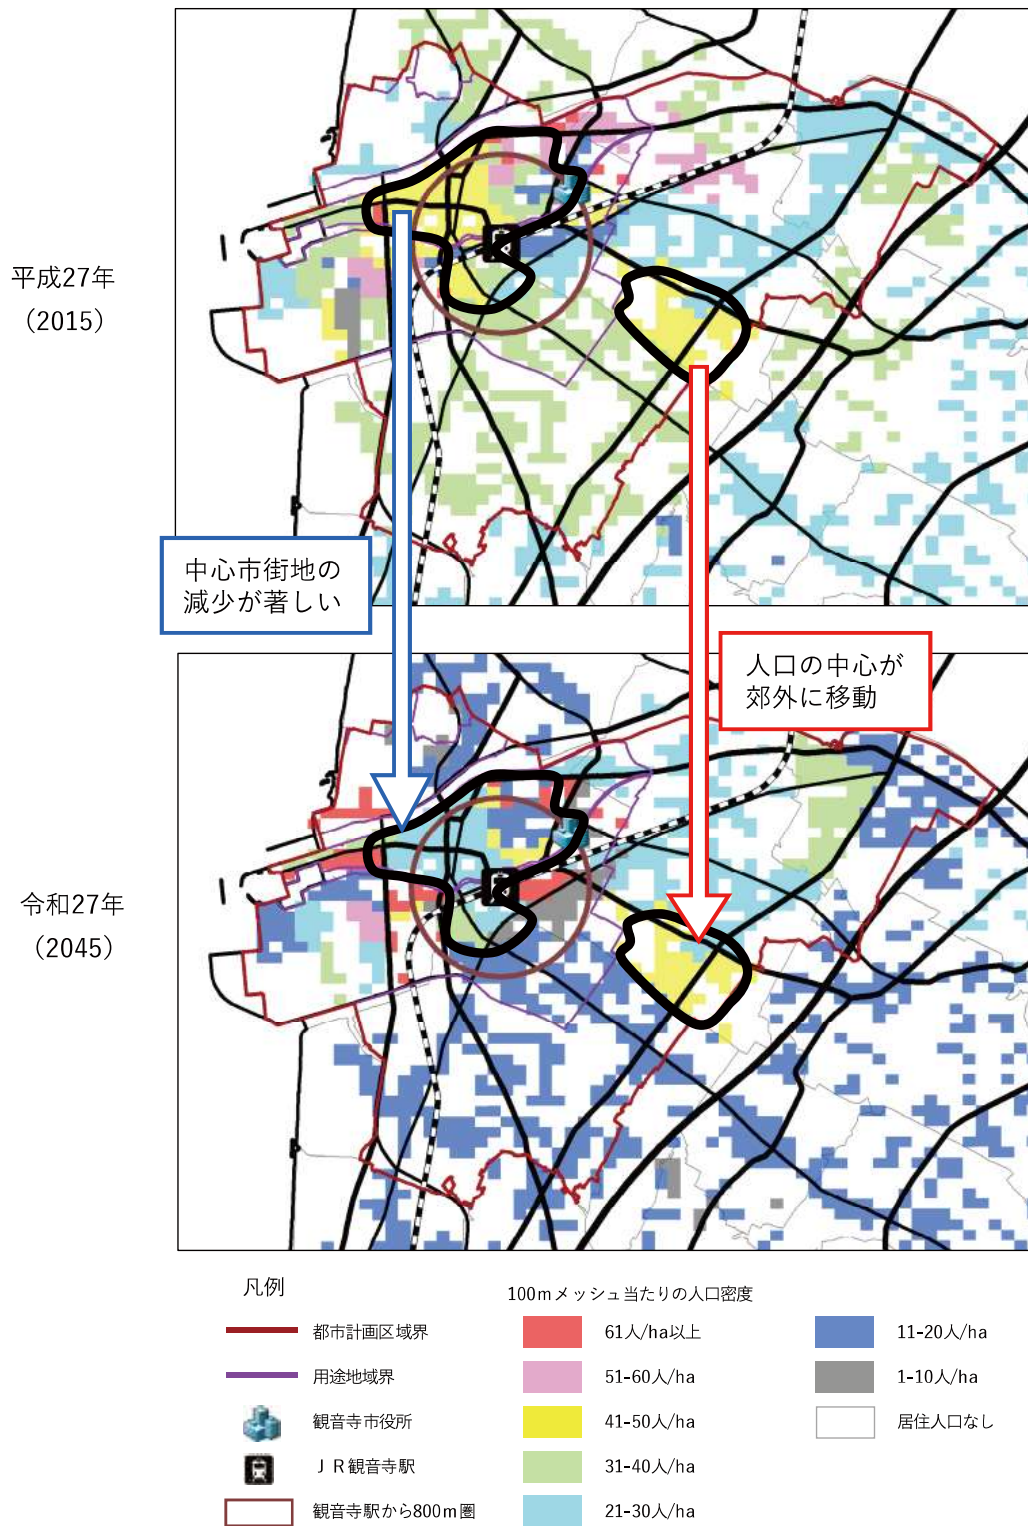 平成27年
（2015）
中心市街地の
減少が著しい
人口の中心が
郊外に移動
令和27年
（2045）
凡例
100mメッシュ当たりの人口密度
都市計画区域界
61人/ha以上
11-20人/ha
用途地域界
51-60人/ha
1-10人/ha
観音寺市役所
41-50人/ha
居住人口なし
ＪＲ観音寺駅
31-40人/ha
観音寺駅から800m圏
21-30人/ha